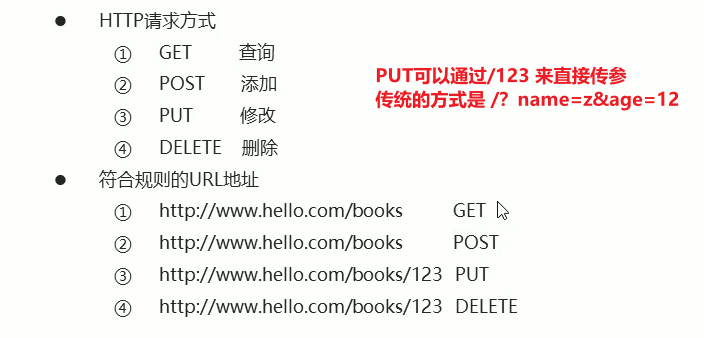 ● HTTP请求方式
① GET 查询
② POST 添加
③ PUT 修改
④ DELETE 删除
PUT可以通过/123 来直接传参
传统的方式是 /？name=z&age=12
● 符合规则的URL地址
① http://www.hello.com/books GET
② http://www.hello.com/books POST
③ http://www.hello.com/books/123 PUT
④ http://www.hello.com/books/123 DELETE